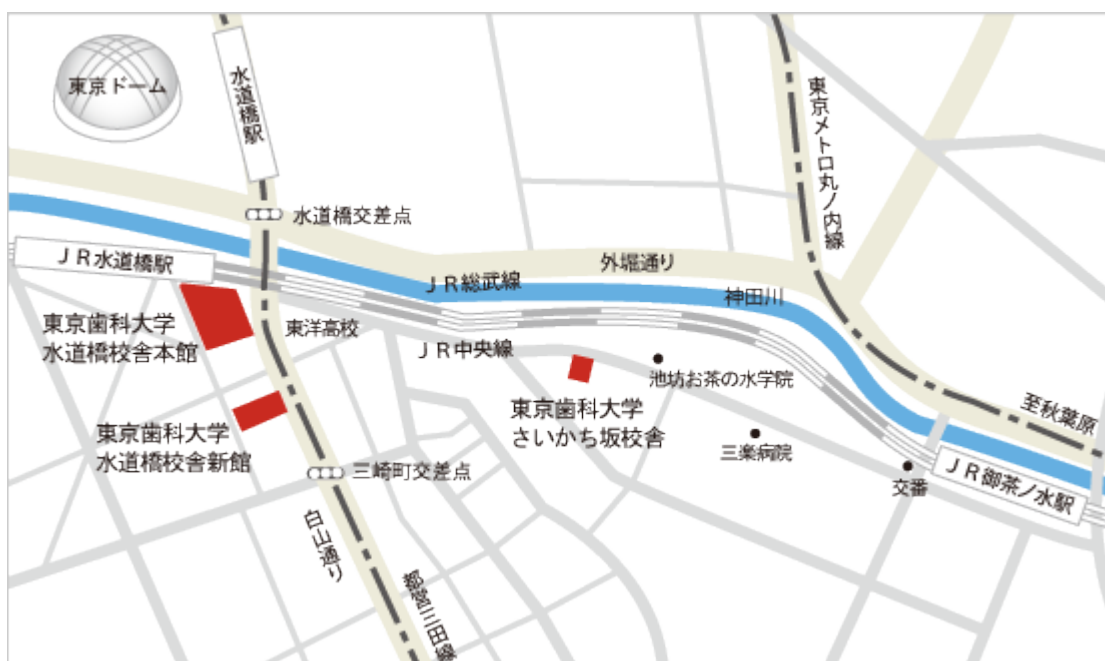 東京ドーム
水道橋駅
東京メトロ丸ノ内線
水道橋交差点
外堀通り
JR水道橋駅
JR総武線
神田川
東京歯科大学
水道橋校舎本館
東洋高校
JR中央線
池坊お茶の水学院
東京歯科大学
さいかち坂校舎
至秋葉原
東京歯科大学
水道橋校舎新館
三楽病院
三崎町交差点
交番
JR御茶ノ水駅
白山通り
都営三田線